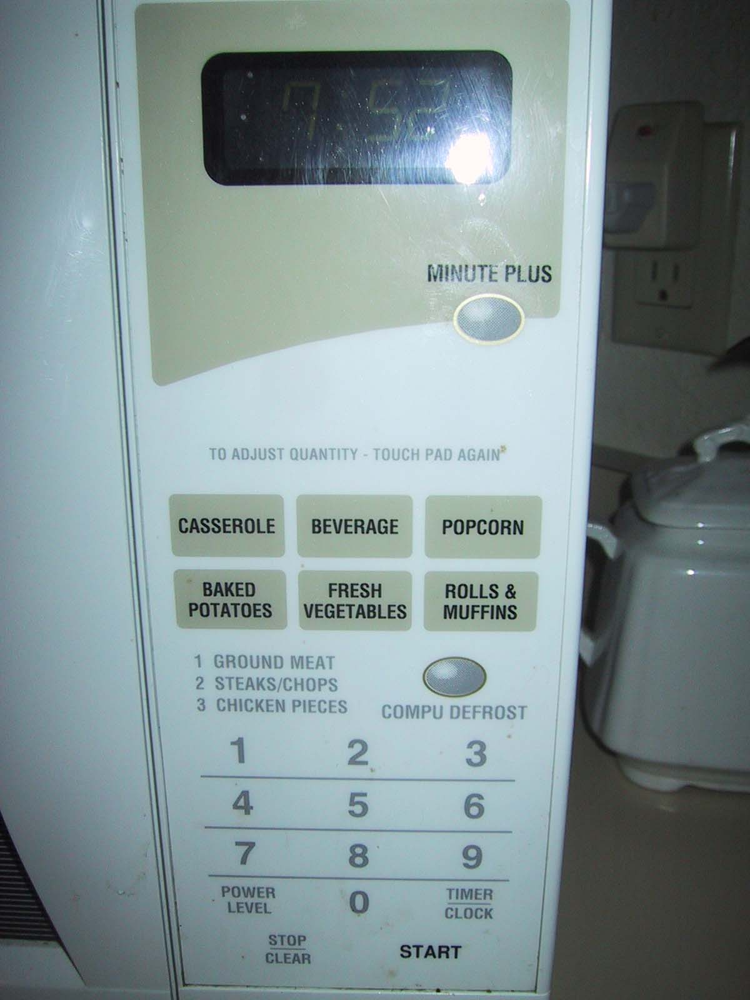 7:52
MINUTE PLUS
TO ADJUST QUANTITY - TOUCH PAD AGAIN
CASSEROLE BEVERAGE POPCORN
BAKED POTATOES
FRESH VEGETABLES
ROLLS & MUFFINS
1 GROUND MEAT
2 STEAKS/CHOPS
3 CHICKEN PIECES
COMPU DEFROST
1 2 3
4 5 6
7 8 9
POWER LEVEL
0
TIMER
CLOCK
STOP
CLEAR
START